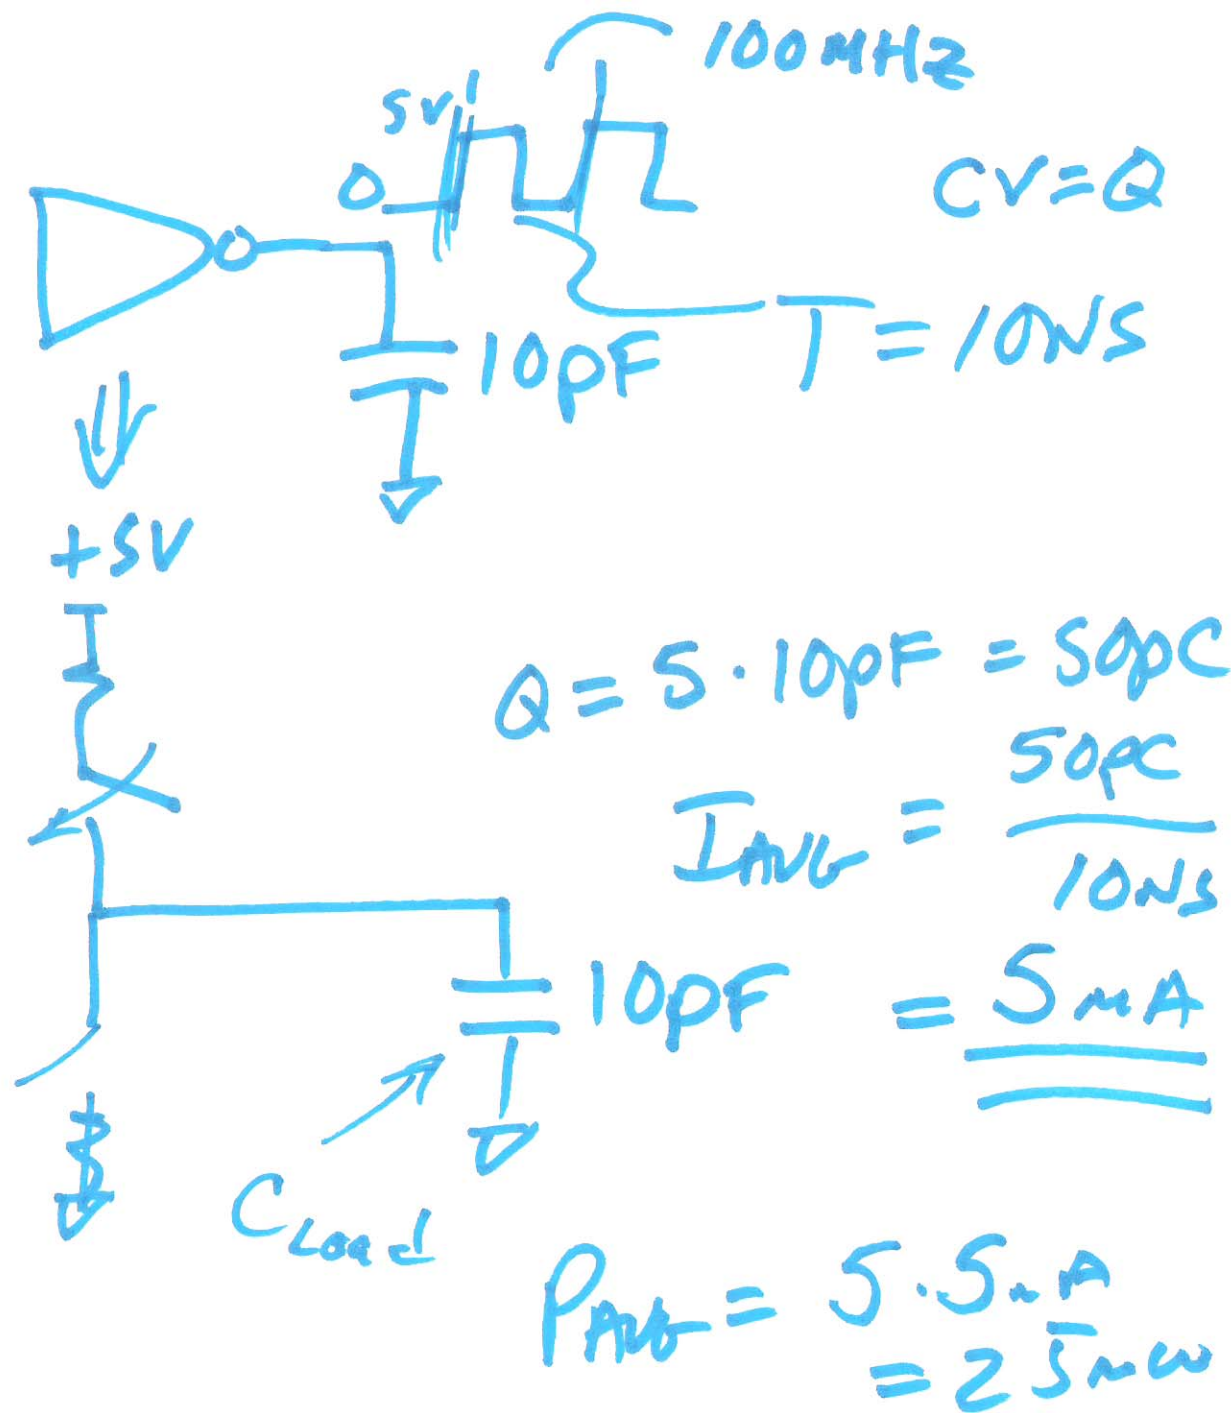 100MHZ
5V
0
CV=Q
T=10NS
10pF
+5V
Q=5·10pF=50pC
IAVG = 50pC
10NS
10pF
=5mA
CLoad
PAVG = 5·5mA
=25mW